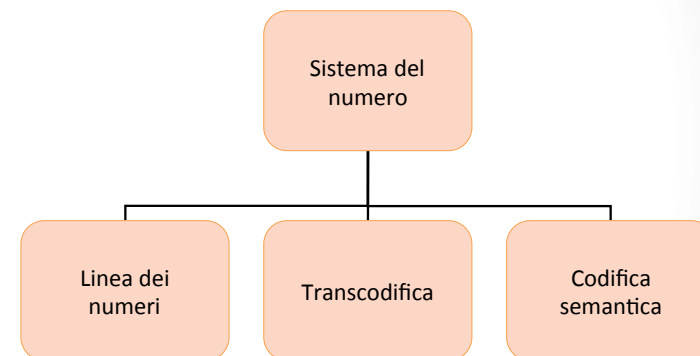 Sistema del
numero
Linea dei
numeri
Transcodifica
Codifica
semantica